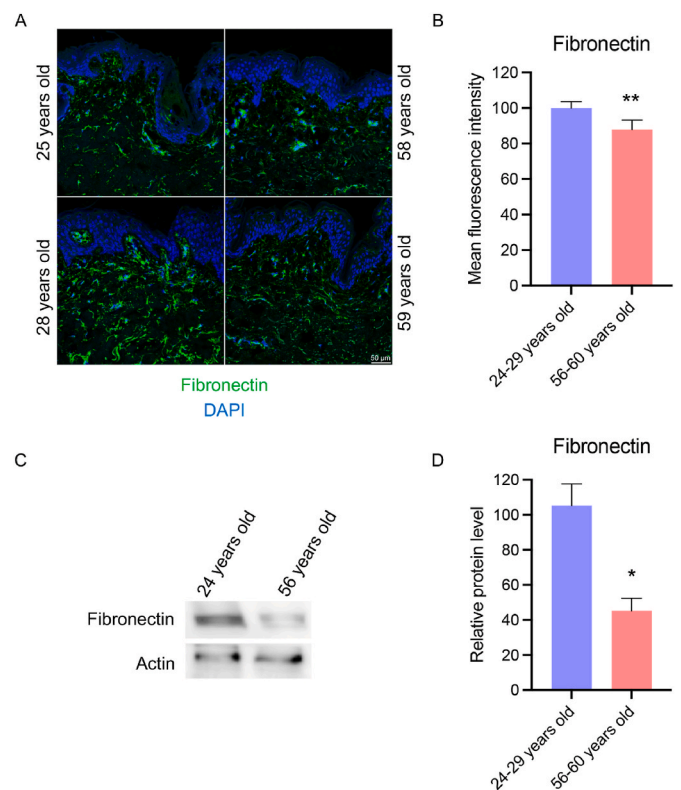 A
25 years old
58 years old
28 years old
59 years old
50 µm
Fibronectin
DAPI
B
Fibronectin
Mean fluorescence intensity
120
100
80
60
40
20
0
**
24-29 years old
56-60 years old
C
24 years old
56 years old
Fibronectin
Actin
D
Fibronectin
Relative protein level
120
100
80
60
40
20
0
*
24-29 years old
56-60 years old